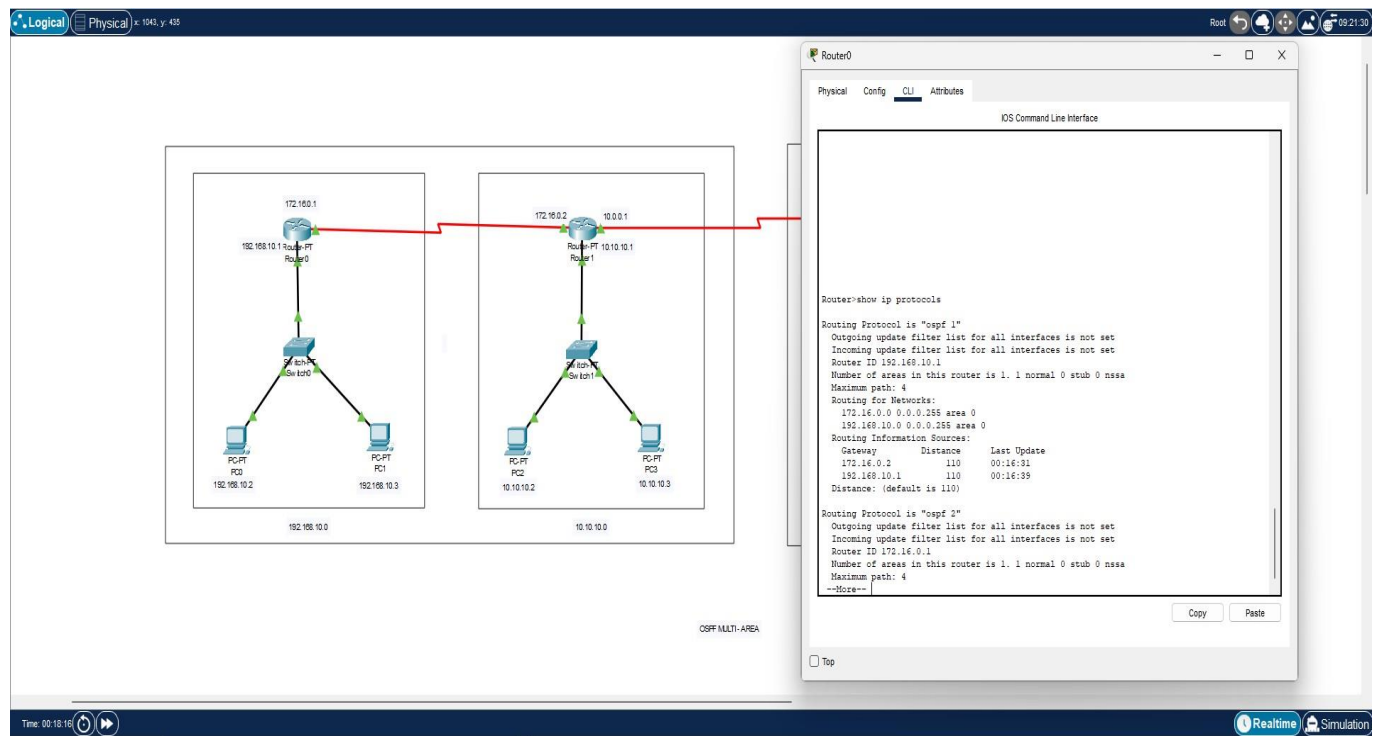 Logical Physical x: 1043, y: 435
Root 09:21:30
172.16.0.1
192.168.10.1 Router-PT
Router0
172.16.0.2 10.0.0.1
Router-PT 10.10.10.1
Router1
Switch-PT
Switch0
Switch-PT
Switch1
PC-PT
PC0
192.168.10.2
PC-PT
PC1
192.168.10.3
PC-PT
PC2
10.10.10.2
PC-PT
PC3
10.10.10.3
192.168.10.0
10.10.10.0
OSPF MULTI - AREA
Router0
Physical Config CLI Attributes
IOS Command Line Interface
Router>show ip protocols
Routing Protocol is "ospf 1"
Outgoing update filter list for all interfaces is not set
Incoming update filter list for all interfaces is not set
Router ID 192.168.10.1
Number of areas in this router is 1. 1 normal 0 stub 0 nssa
Maximum path: 4
Routing for Networks:
172.16.0.0 0.0.0.255 area 0
192.168.10.0 0.0.0.255 area 0
Routing Information Sources:
Gateway Distance Last Update
172.16.0.2 110 00:16:31
192.168.10.1 110 00:16:39
Distance: (default is 110)
Routing Protocol is "ospf 2"
Outgoing update filter list for all interfaces is not set
Incoming update filter list for all interfaces is not set
Router ID 172.16.0.1
Number of areas in this router is 1. 1 normal 0 stub 0 nssa
Maximum path: 4
--More--
Copy Paste
Top
Time: 00:18:16
Realtime Simulation